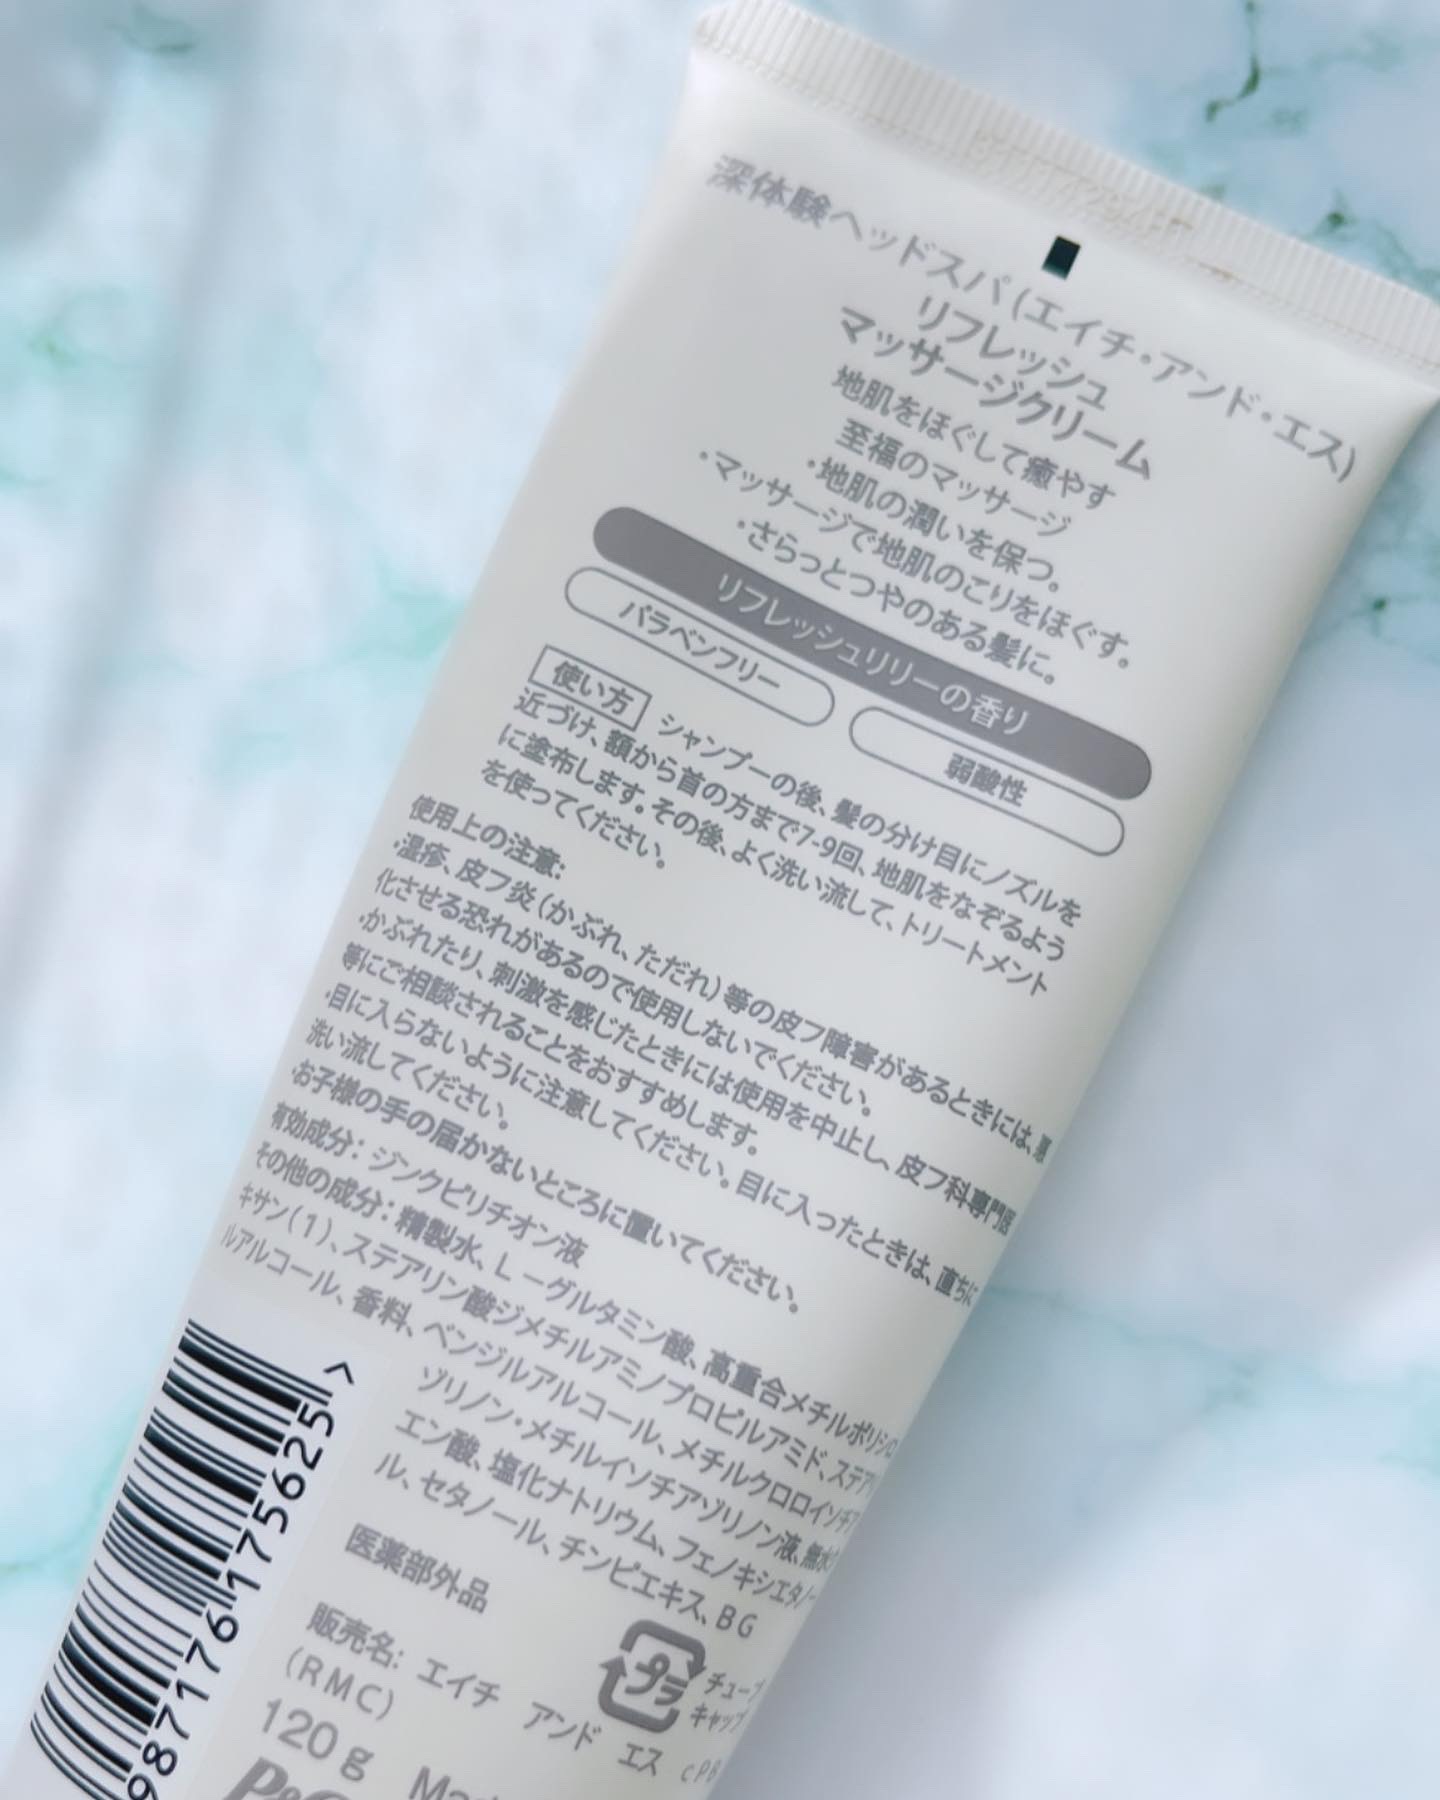 深体験ヘッドスパ(エイチ・アンド・エス)
リフレッシュ
マッサージクリーム
地肌をほぐして癒やす
至福のマッサージ
・地肌の潤いを保つ。
・マッサージで地肌のこりをほぐす。
・さらっとつやのある髪に。
リフレッシュリリーの香り
パラベンフリー
弱酸性
使い方 シャンプーの後、髪の分け目にノズルを
近づけ、額から首の方まで7-9回、地肌をなぞるよう
に塗布します。その後、よく洗い流して、トリートメント
を使ってください。
使用上の注意:
・湿疹、皮フ炎(かぶれ、ただれ)等の皮フ障害があるときには、悪
化させる恐れがあるので使用しないでください。
・かぶれたり、刺激を感じたときには使用を中止し、皮フ科専門医
等にご相談されることをおすすめします。
・目に入らないように注意してください。目に入ったときは、直ちに
洗い流してください。
・お子様の手の届かないところに置いてください。
有効成分:ジンクピリチオン液
その他の成分:精製水、L-グルタミン酸、高重合メチルポリシロ
キサン(1)、ステアリン酸ジメチルアミノプロピルアミド、ステアリ
ルアルコール、香料、ベンジルアルコール、メチルクロロイソチア
ゾリノン・メチルイソチアゾリノン液、無水ク
エン酸、塩化ナトリウム、フェノキシエタノー
ル、セタノール、チンピエキス、BG
医薬部外品
販売名:エイチ アンド エス cPB
(RMC)
プラ
チューブ
キャップ
120g
P&G
987176175625